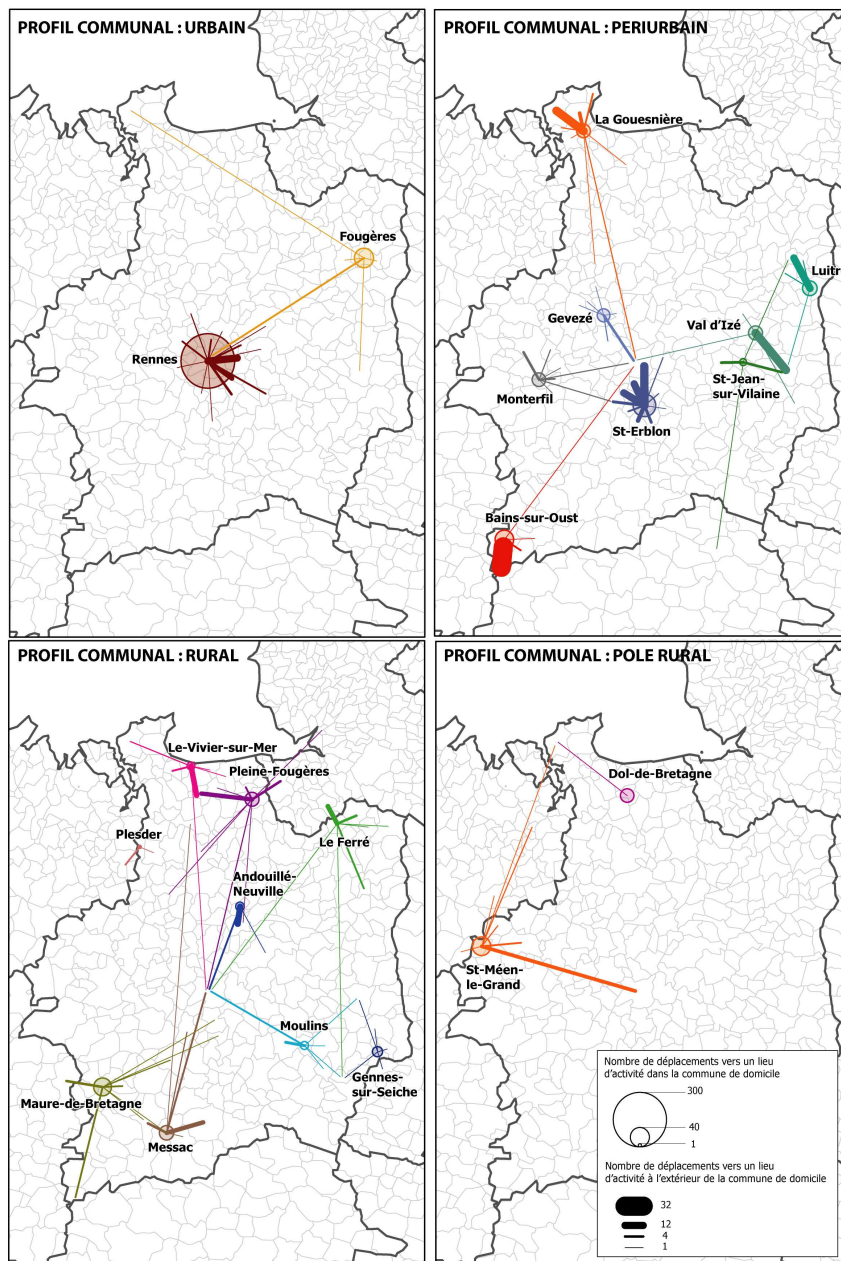 PROFIL COMMUNAL : URBAIN
Fougères
Rennes
PROFIL COMMUNAL : PERIURBAIN
La Gouesnière
Luitr
Gevezé
Val d'Izé
St-Jean-
sur-Vilaine
Monterfil
St-Erblon
Bains-sur-Oust
PROFIL COMMUNAL : RURAL
Le-Vivier-sur-Mer
Pleine-Fougères
Plesder
Le Ferré
Andouillé-
Neuville
Moulins
Gennes-
sur-Seiche
Maure-de-Bretagne
Messac
PROFIL COMMUNAL : POLE RURAL
Dol-de-Bretagne
St-Méen-
le-Grand
Nombre de déplacements vers un lieu
d'activité dans la commune de domicile
300
40
1
Nombre de déplacements vers un lieu
d'activité à l'extérieur de la commune de domicile
32
12
4
1